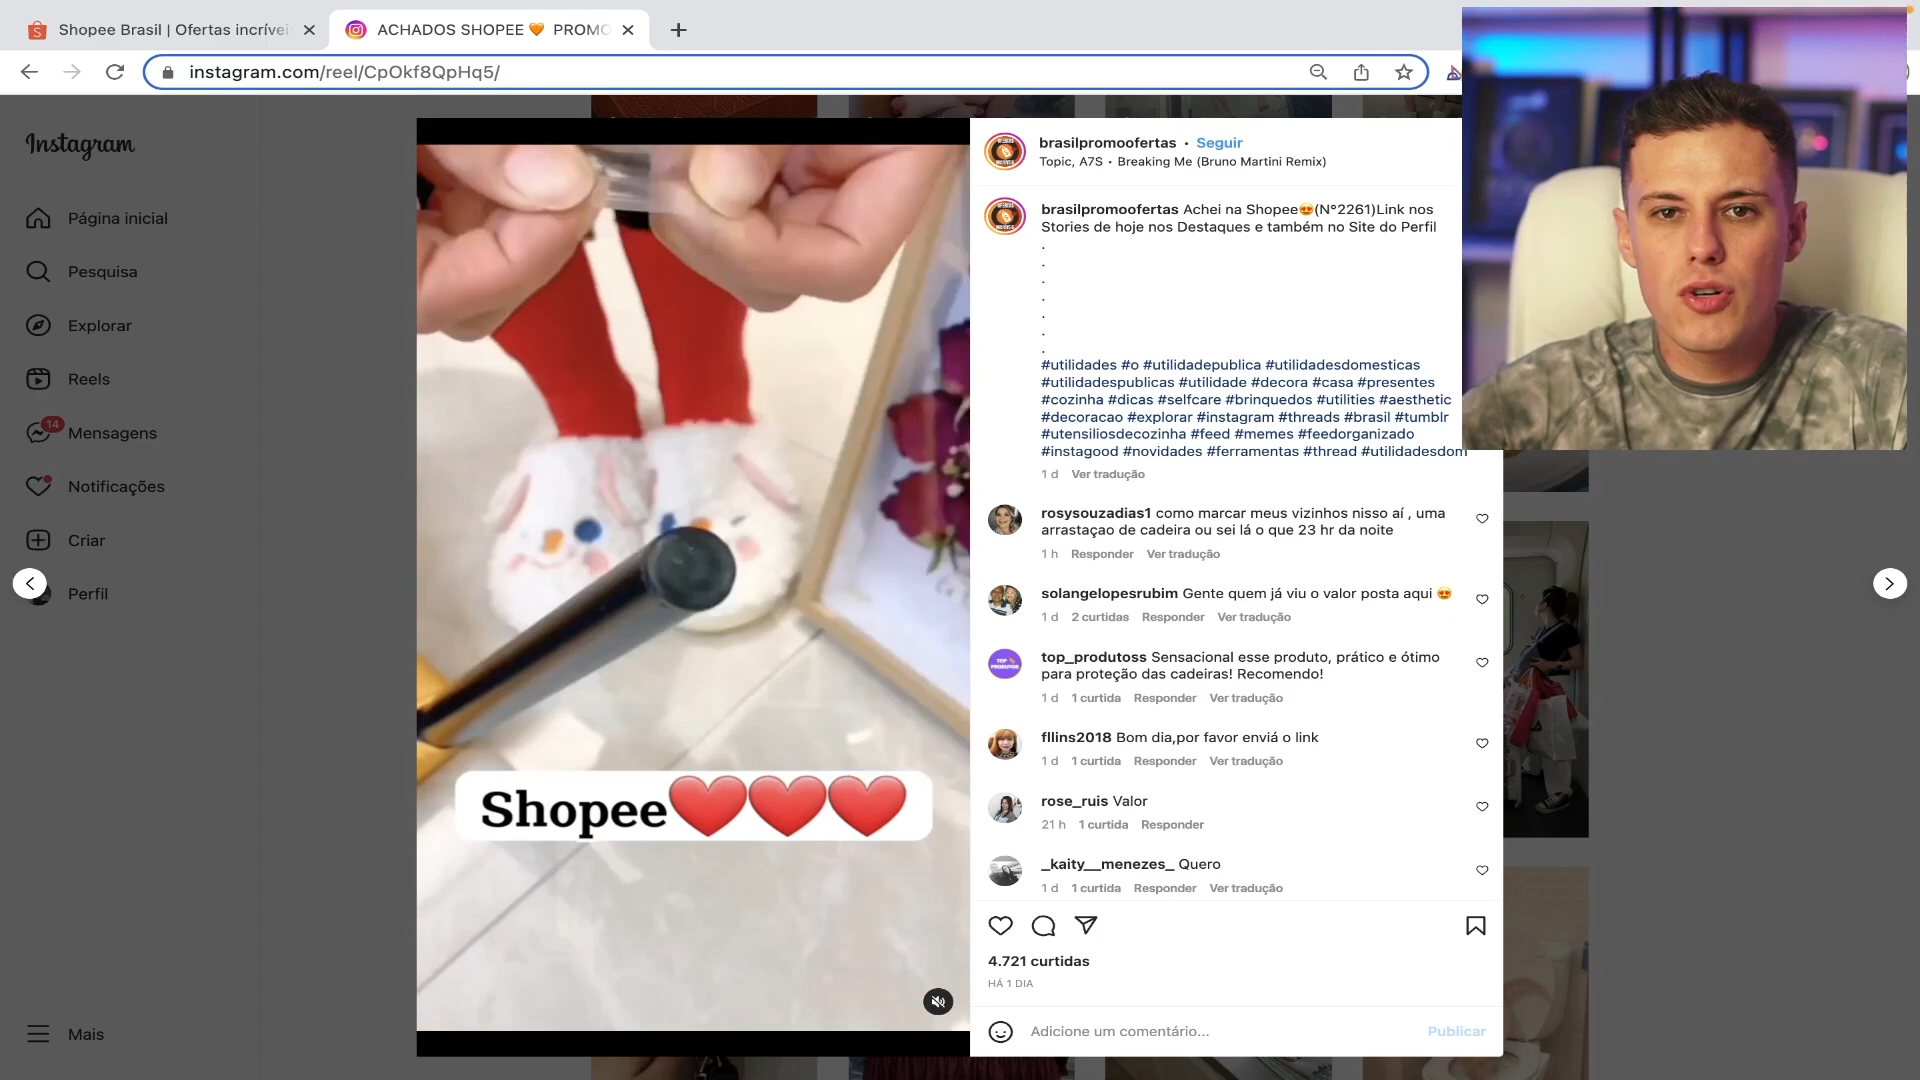 Shopee Brasil | Ofertas incrívei
ACHADOS SHOPEE 🧡 PROMO
instagram.com/reel/CpOkf8QpHq5/
Instagram
Página inicial
Pesquisa
Explorar
Reels
14
Mensagens
Notificações
Criar
Perfil
Mais
Shopee❤️❤️❤️
brasilpromoofertas • Seguir
Topic, A7S • Breaking Me (Bruno Martini Remix)
brasilpromoofertas Achei na Shopee😍(N°2261)Link nos
Stories de hoje nos Destaques e também no Site do Perfil
.
.
.
.
.
.
.
#utilidades #o #utilidadepublica #utilidadesdomesticas
#utilidadespublicas #utilidade #decora #casa #presentes
#cozinha #dicas #selfcare #brinquedos #utilities #aesthetic
#decoracao #explorar #instagram #threads #brasil #tumblr
#utensiliosdecozinha #feed #memes #feedorganizado
#instagood #novidades #ferramentas #thread #utilidadesdom
1 d Ver tradução
rosysouzadias1 como marcar meus vizinhos nisso aí , uma
arrastaçao de cadeira ou sei lá o que 23 hr da noite
1 h Responder Ver tradução
solangelopesrubim Gente quem já viu o valor posta aqui 😍
1 d 2 curtidas Responder Ver tradução
TOP PRODUTOS
top_produtoss Sensacional esse produto, prático e ótimo
para proteção das cadeiras! Recomendo!
1 d 1 curtida Responder Ver tradução
fllins2018 Bom dia,por favor enviá o link
1 d 1 curtida Responder Ver tradução
rose_ruis Valor
21 h 1 curtida Responder
_kaity__menezes_ Quero
1 d 1 curtida Responder Ver tradução
4.721 curtidas
HÁ 1 DIA
Adicione um comentário...
Publicar